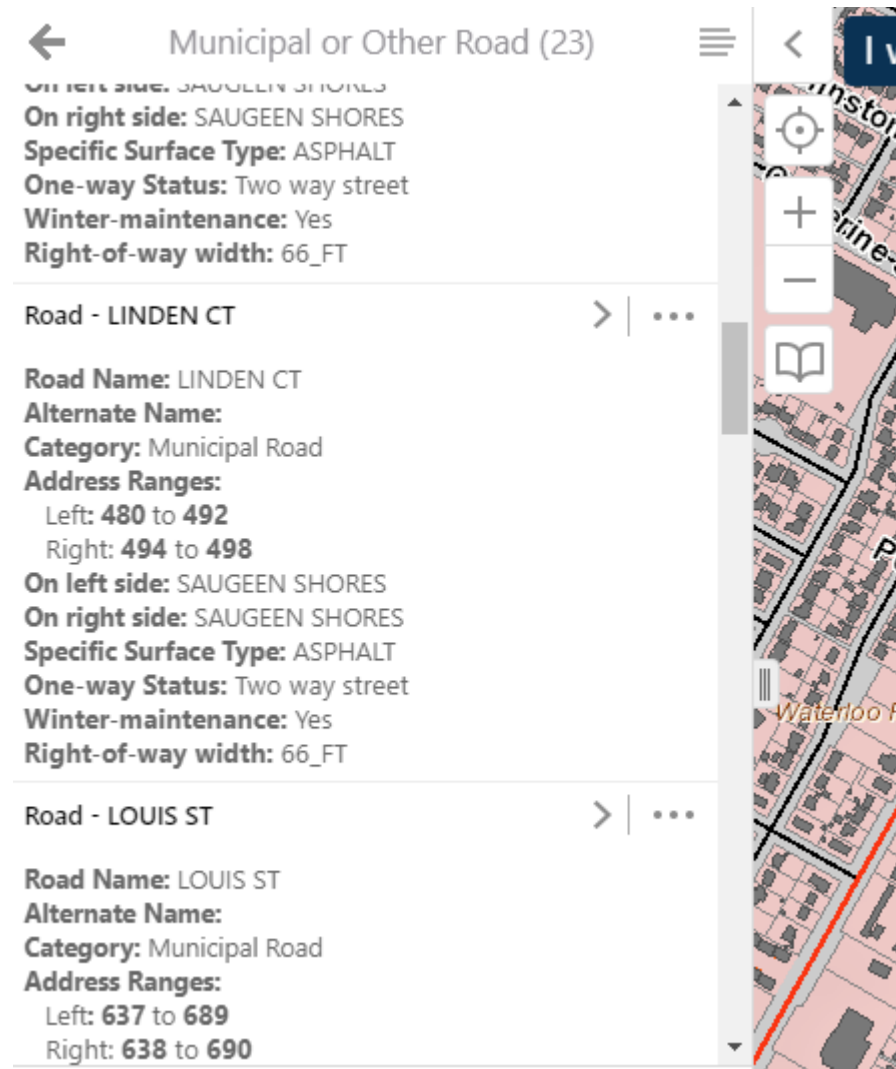 Municipal or Other Road (23)
On left side: SAUGEEN SHORES
On right side: SAUGEEN SHORES
Specific Surface Type: ASPHALT
One-way Status: Two way street
Winter-maintenance: Yes
Right-of-way width: 66_FT
Road - LINDEN CT
Road Name: LINDEN CT
Alternate Name:
Category: Municipal Road
Address Ranges:
Left: 480 to 492
Right: 494 to 498
On left side: SAUGEEN SHORES
On right side: SAUGEEN SHORES
Specific Surface Type: ASPHALT
One-way Status: Two way street
Winter-maintenance: Yes
Right-of-way width: 66_FT
Road - LOUIS ST
Road Name: LOUIS ST
Alternate Name:
Category: Municipal Road
Address Ranges:
Left: 637 to 689
Right: 638 to 690
I
Waterloo